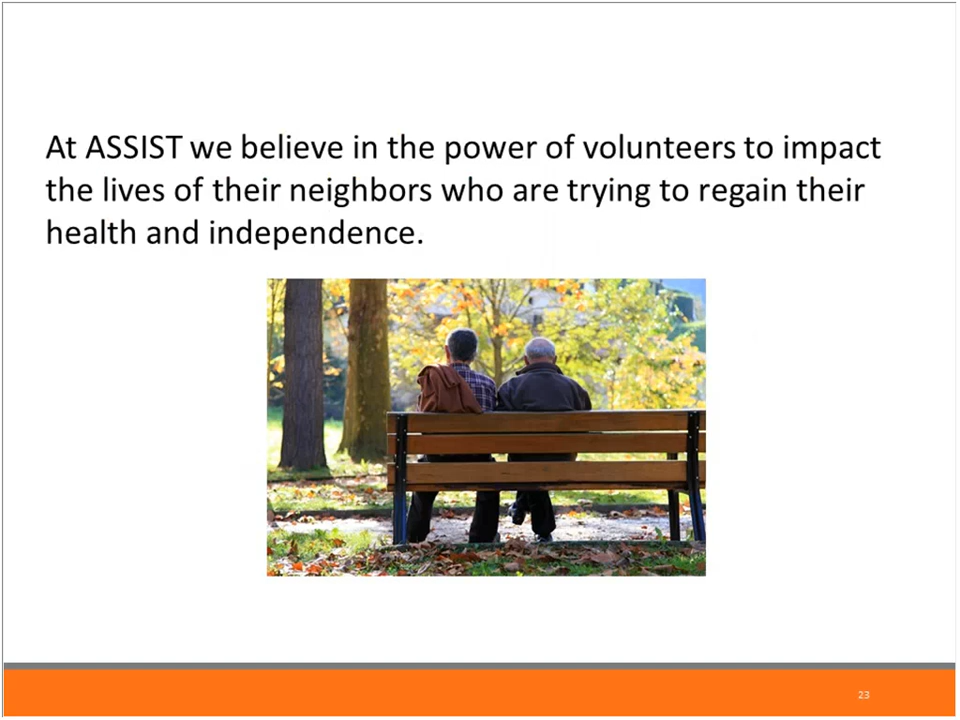 At ASSIST we believe in the power of volunteers to impact
the lives of their neighbors who are trying to regain their
health and independence.
23